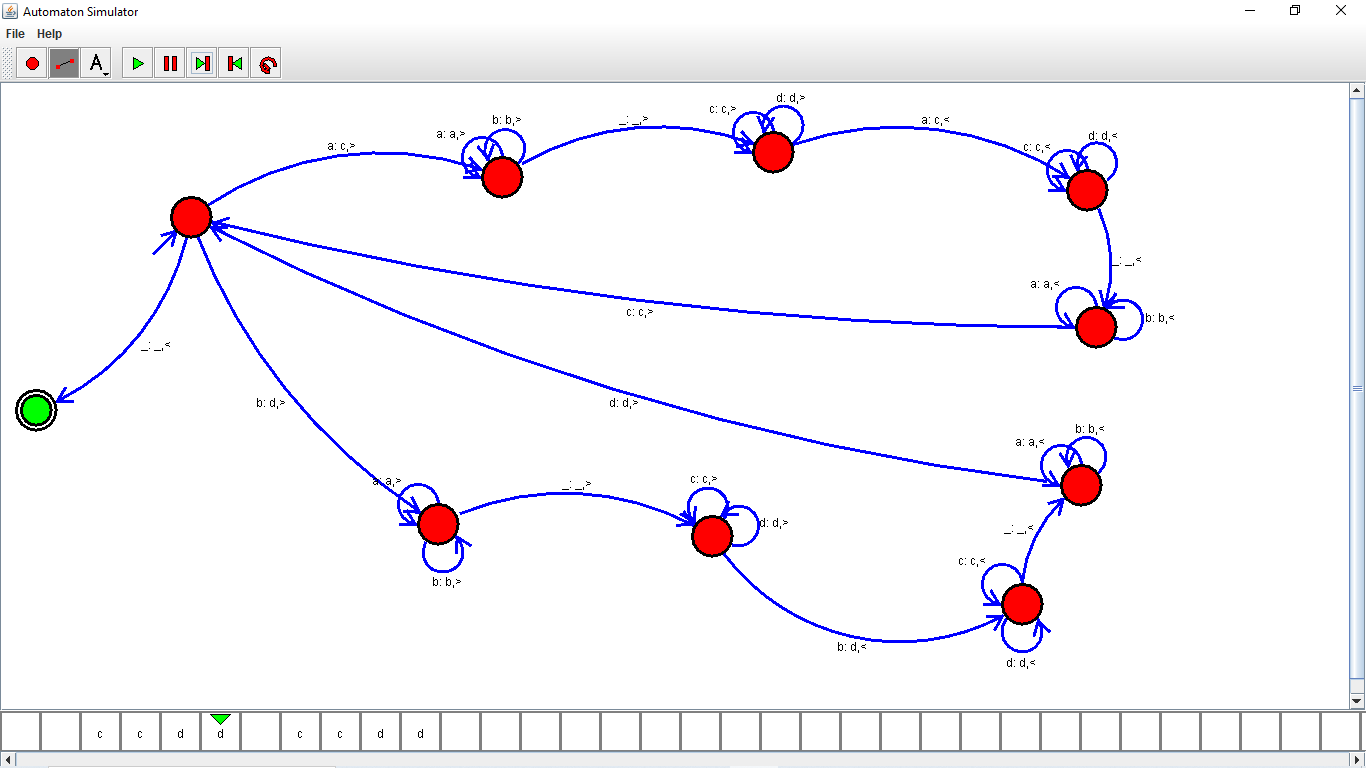 Automaton Simulator
File Help
A
d: d,>
c: c,>
b: b,>
_: _,>
a: c,<
a: a,>
d: d,<
a: c,>
c: c,<
_: _,<
a: a,<
c: c,>
b: b,<
_: _,<
b: d,>
d: d,>
b: b,<
a: a,<
a: a,>
_: _,>
c: c,>
d: d,>
_: _,<
c: c,<
b: b,>
b: d,<
d: d,<
c c d d c c d d